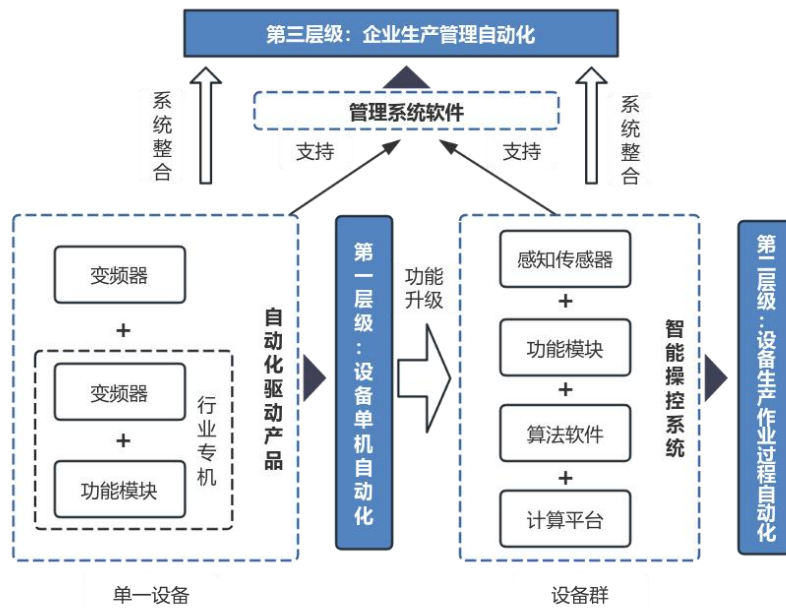 第三层级：企业生产管理自动化
系统整合
管理系统软件
系统整合
支持
支持
变频器
+
变频器
+
功能模块
行业专机
自动化驱动产品
第一层级：设备单机自动化
功能
升级
感知传感器
+
功能模块
+
算法软件
+
计算平台
智能操控系统
第二层级：设备生产作业过程自动化
单一设备
设备群